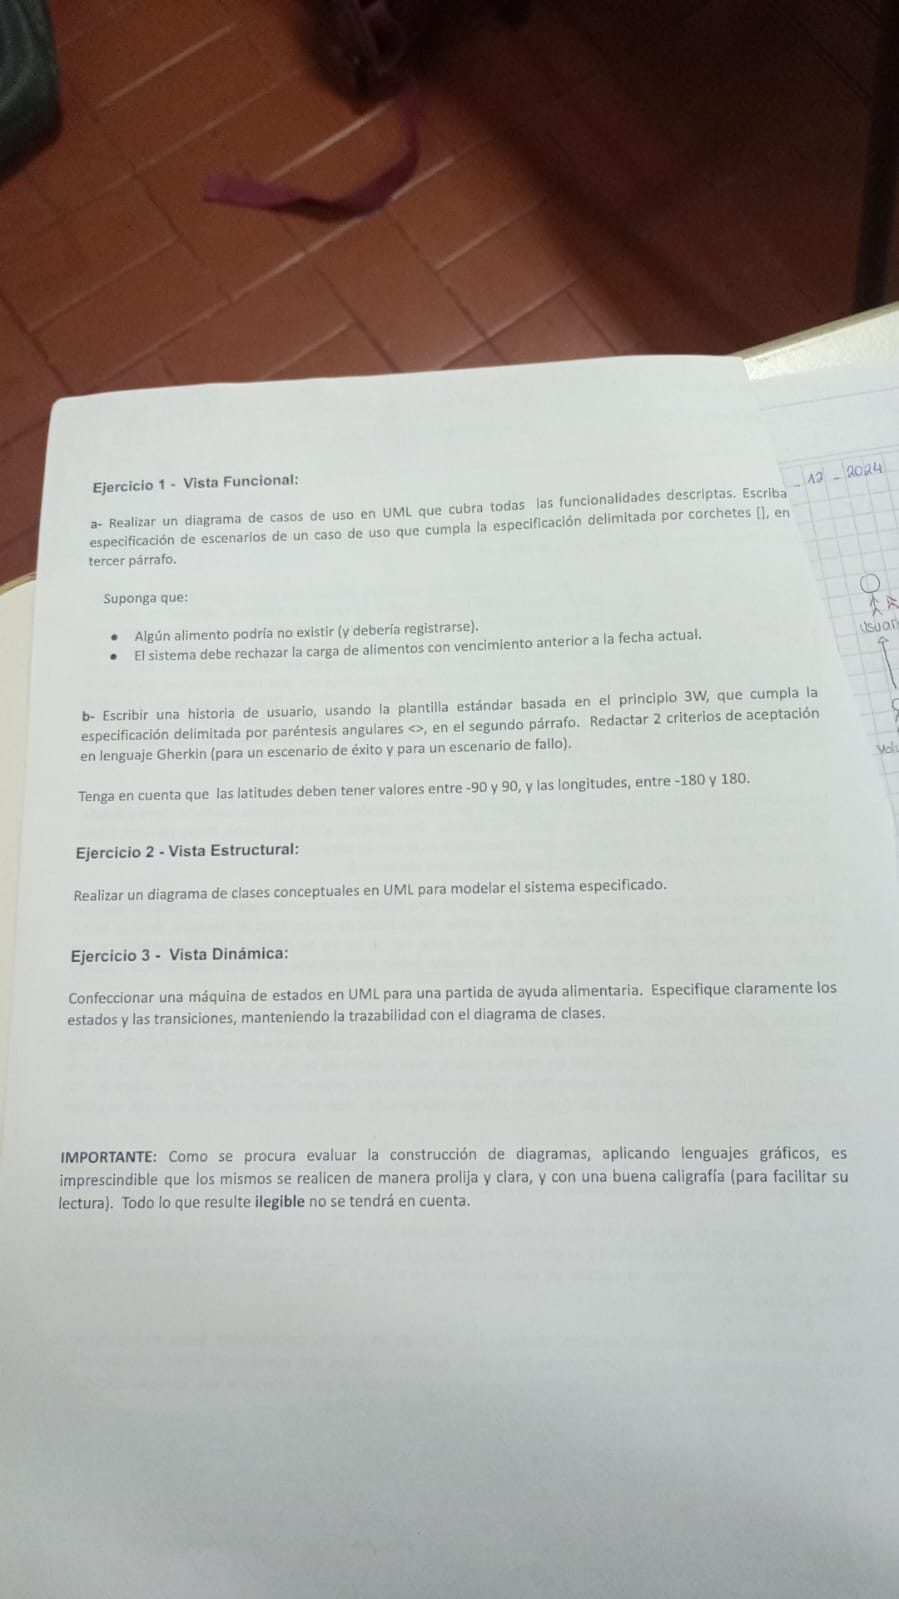 Ejercicio 1 - Vista Funcional:
a- Realizar un diagrama de casos de uso en UML que cubra todas las funcionalidades descriptas. Escriba
especificación de escenarios de un caso de uso que cumpla la especificación delimitada por corchetes [], en
tercer párrafo.
Suponga que:
• Algún alimento podría no existir (y debería registrarse).
• El sistema debe rechazar la carga de alimentos con vencimiento anterior a la fecha actual.
b- Escribir una historia de usuario, usando la plantilla estándar basada en el principio 3W, que cumpla la
especificación delimitada por paréntesis angulares <>, en el segundo párrafo. Redactar 2 criterios de aceptación
en lenguaje Gherkin (para un escenario de éxito y para un escenario de fallo).
Tenga en cuenta que las latitudes deben tener valores entre -90 y 90, y las longitudes, entre -180 y 180.
Ejercicio 2 - Vista Estructural:
Realizar un diagrama de clases conceptuales en UML para modelar el sistema especificado.
Ejercicio 3 - Vista Dinámica:
Confeccionar una máquina de estados en UML para una partida de ayuda alimentaria. Especifique claramente los
estados y las transiciones, manteniendo la trazabilidad con el diagrama de clases.
IMPORTANTE: Como se procura evaluar la construcción de diagramas, aplicando lenguajes gráficos, es
imprescindible que los mismos se realicen de manera prolija y clara, y con una buena caligrafía (para facilitar su
lectura). Todo lo que resulte ilegible no se tendrá en cuenta.
- 12 - 2024
Usuar